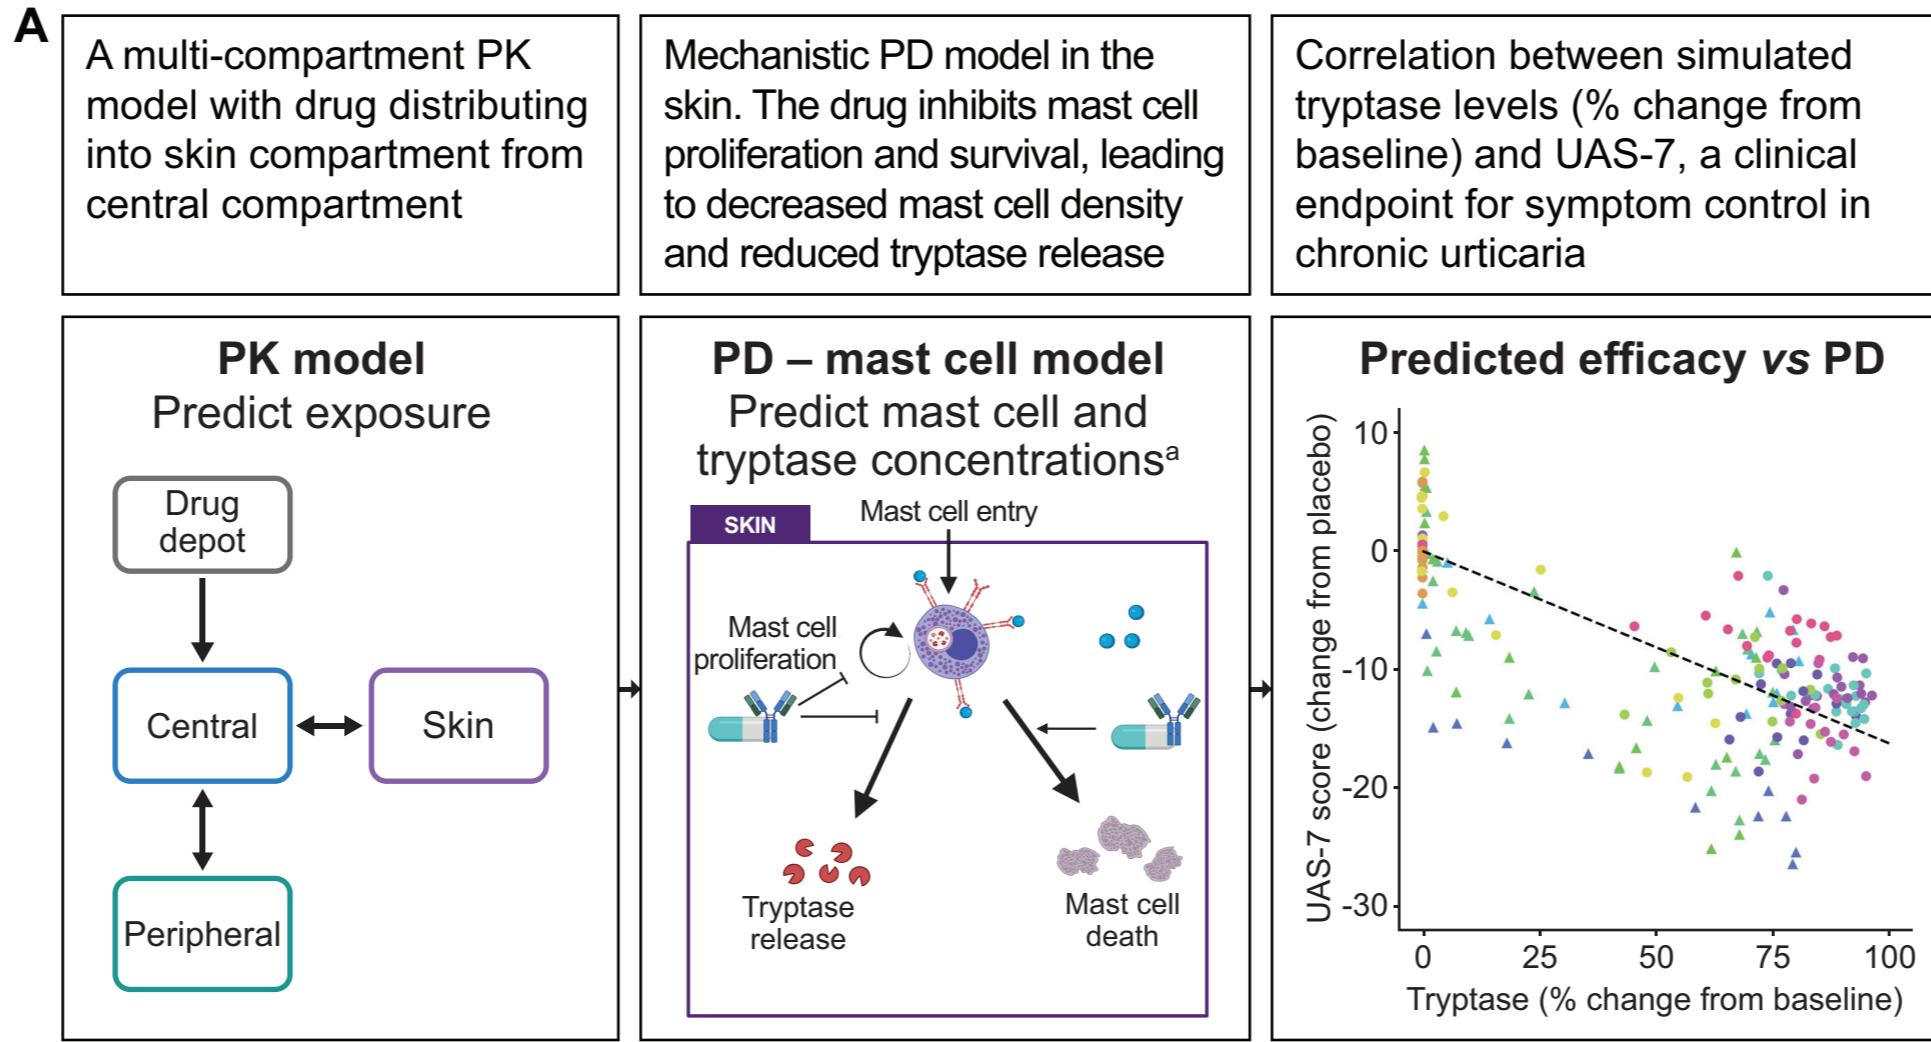 A
A multi-compartment PK
model with drug distributing
into skin compartment from
central compartment
Mechanistic PD model in the
skin. The drug inhibits mast cell
proliferation and survival, leading
to decreased mast cell density
and reduced tryptase release
Correlation between simulated
tryptase levels (% change from
baseline) and UAS-7, a clinical
endpoint for symptom control in
chronic urticaria
PK model
Predict exposure
Drug
depot
Central
Skin
Peripheral
PD – mast cell model
Predict mast cell and
tryptase concentrationsᵃ
SKIN
Mast cell entry
Mast cell
proliferation
Tryptase
release
Mast cell
death
Predicted efficacy vs PD
UAS-7 score (change from placebo)
10
0
-10
-20
-30
0 25 50 75 100
Tryptase (% change from baseline)